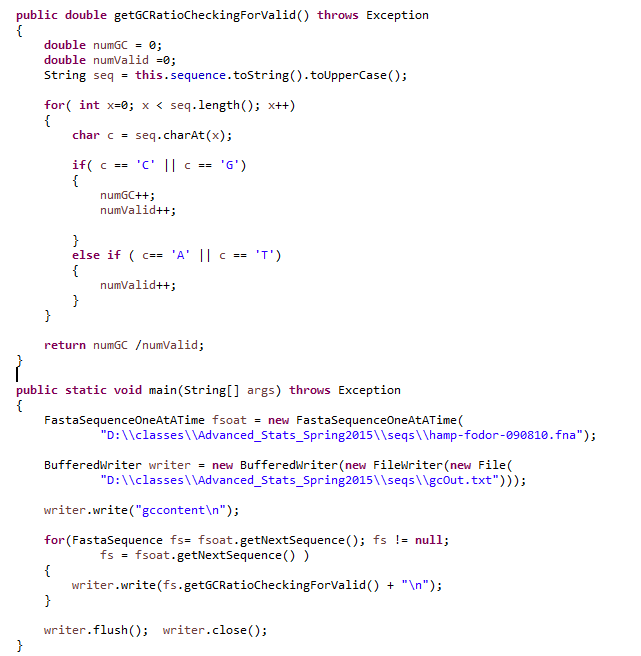 public double getGCRatioCheckingForValid() throws Exception
{
    double numGC = 0;
    double numValid =0;
    String seq = this.sequence.toString().toUpperCase();

    for( int x=0; x < seq.length(); x++)
    {
        char c = seq.charAt(x);

        if( c == 'C' || c == 'G')
        {
            numGC++;
            numValid++;

        }
        else if ( c== 'A' || c == 'T')
        {
            numValid++;
        }
    }

    return numGC /numValid;
}

public static void main(String[] args) throws Exception
{
    FastaSequenceOneAtATime fsoat = new FastaSequenceOneAtATime(
            "D:\\classes\\Advanced_Stats_Spring2015\\seqs\\hamp-fodor-090810.fna");

    BufferedWriter writer = new BufferedWriter(new FileWriter(new File(
            "D:\\classes\\Advanced_Stats_Spring2015\\seqs\\gcOut.txt")));

    writer.write("gccontent\n");

    for(FastaSequence fs= fsoat.getNextSequence(); fs != null;
            fs = fsoat.getNextSequence() )
    {
        writer.write(fs.getGCRatioCheckingForValid() + "\n");
    }

    writer.flush();  writer.close();
}